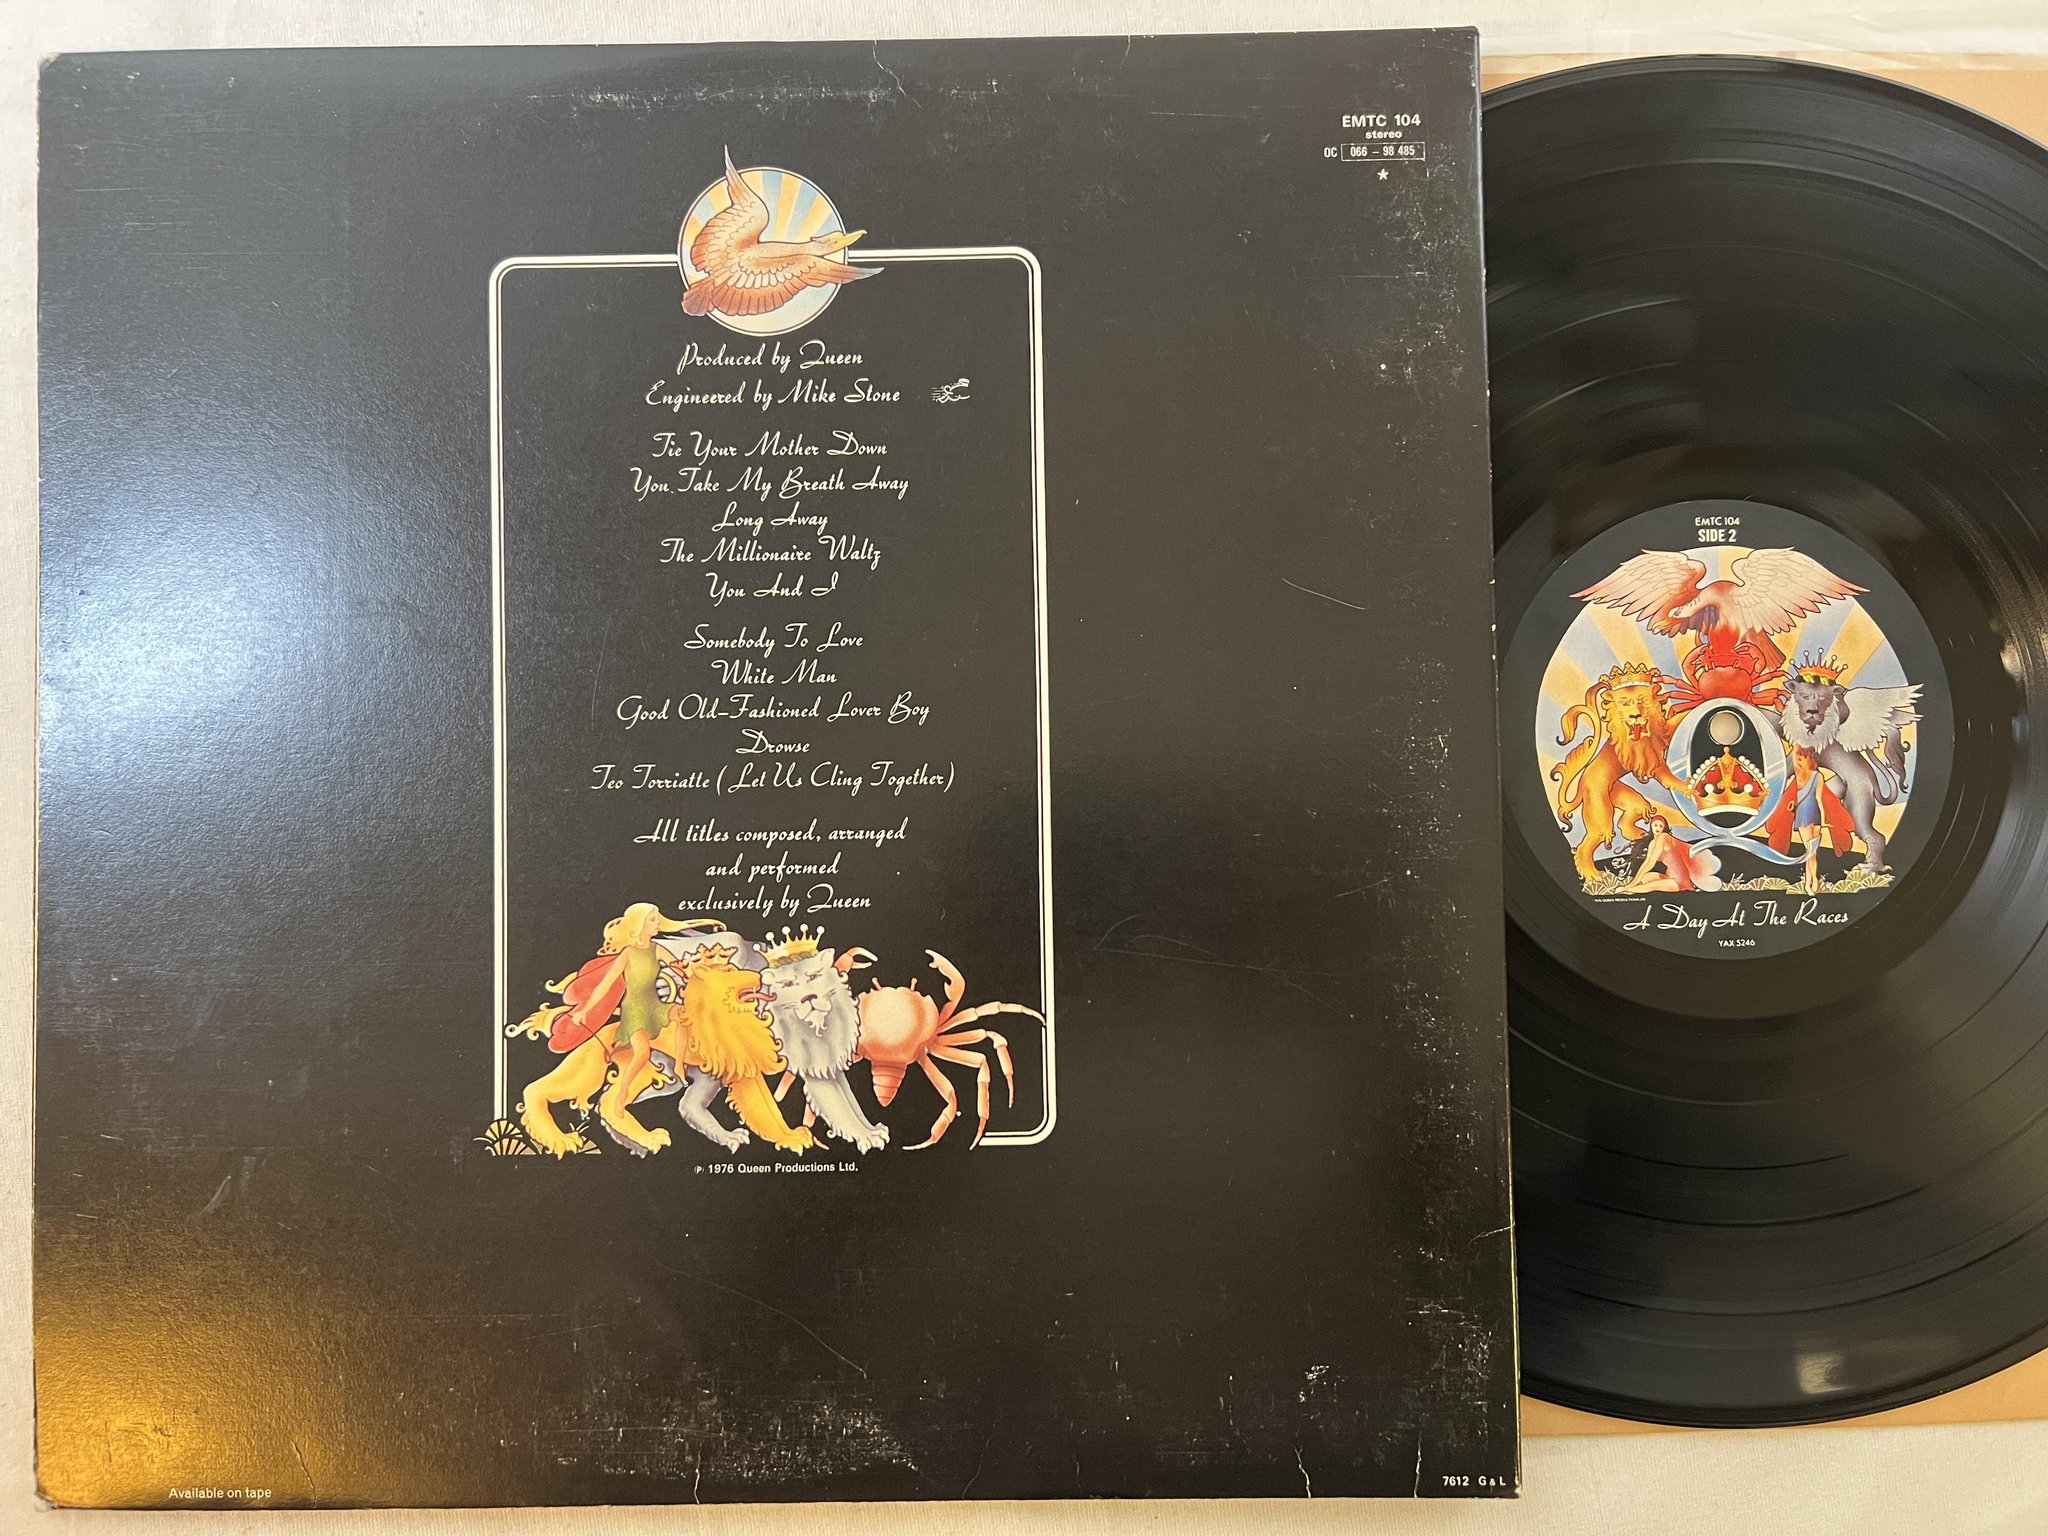 EMTC 104
stereo
OC 066 - 98 485
Produced by Queen
Engineered by Mike Stone
Tie Your Mother Down
You Take My Breath Away
Long Away
The Millionaire Waltz
You And I
Somebody To Love
White Man
Good Old-Fashioned Lover Boy
Drowse
Teo Torriatte (Let Us Cling Together)
All titles composed, arranged
and performed
exclusively by Queen
℗ 1976 Queen Productions Ltd.
Available on tape
7612 G & L
EMTC 104
SIDE 2
Q
A Day At The Races
YAX 5246